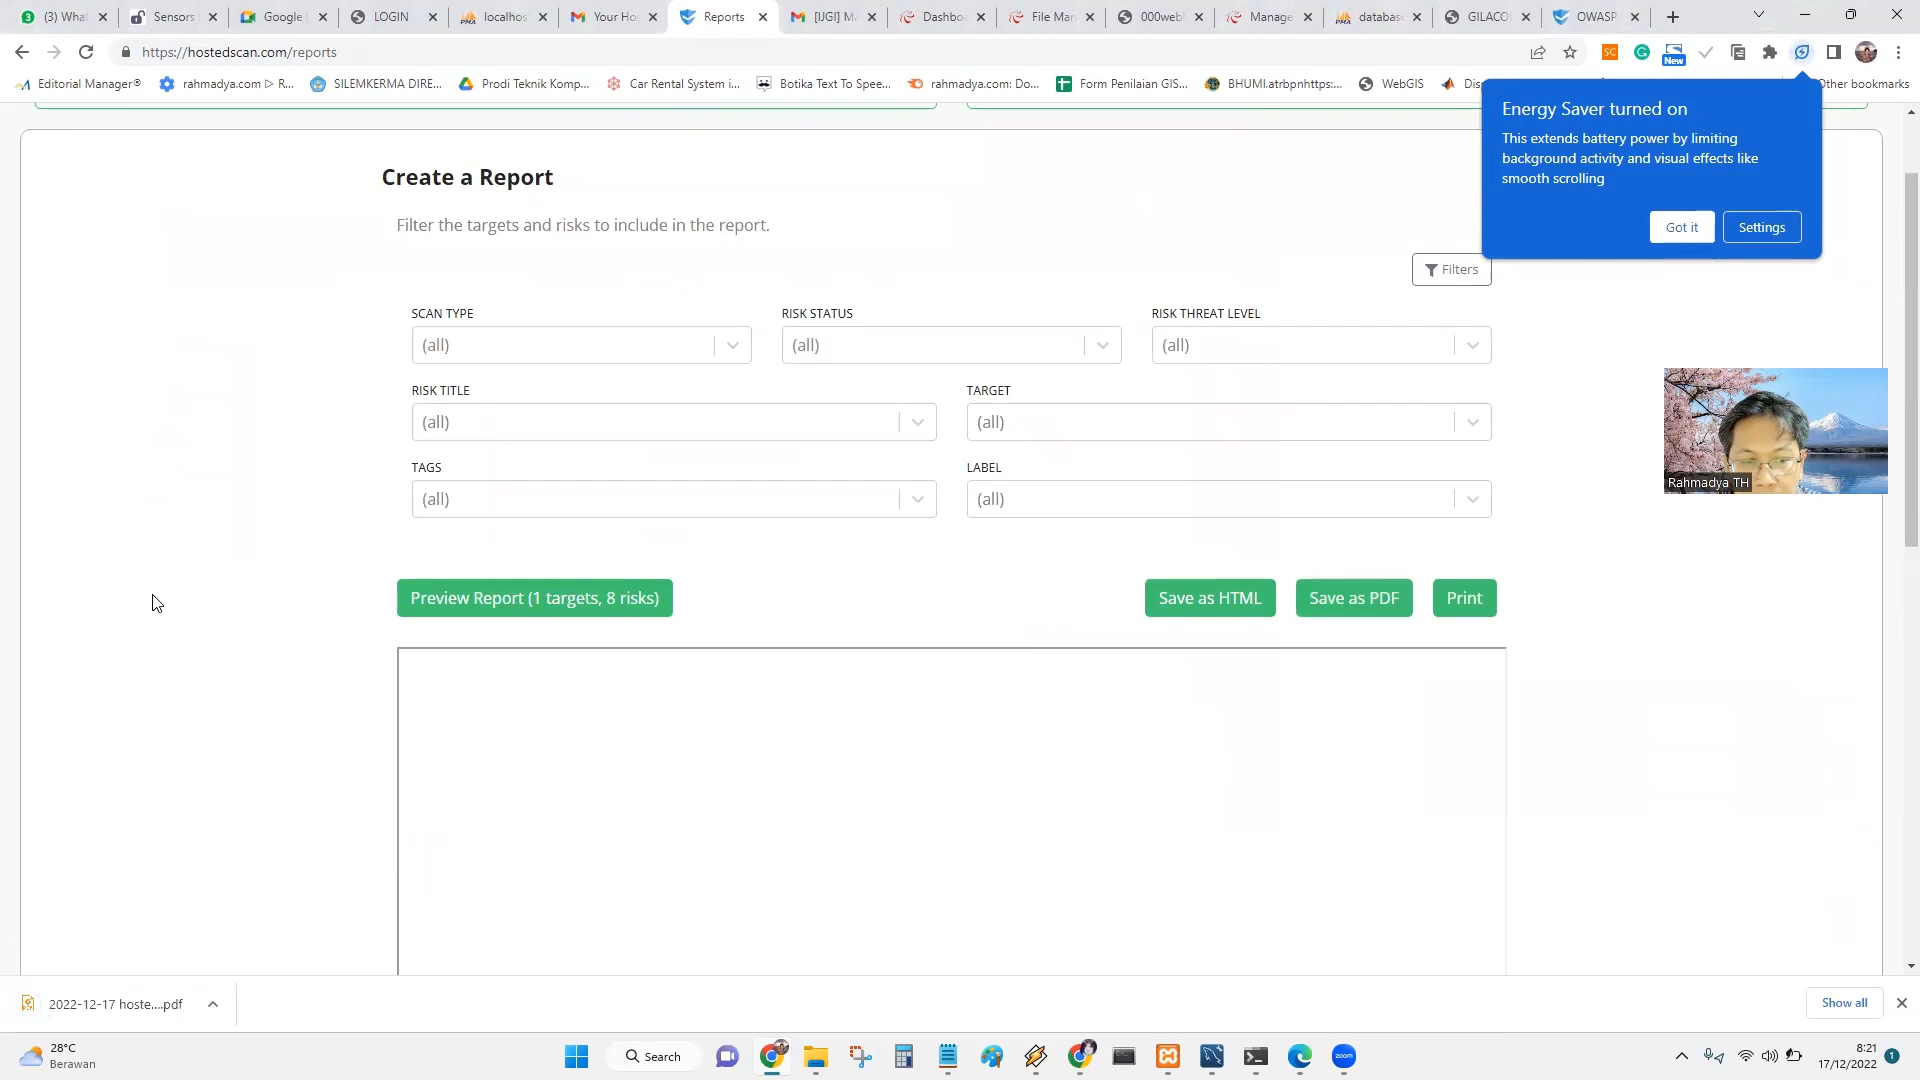 (3) What
Sensors
Google
LOGIN
localhos
Your Ho
Reports
[IJGI] M
Dashbo
File Man
000web
Manage
database
GILACO
OWASP
https://hostedscan.com/reports
New
Editorial Manager®
rahmadya.com ▷ R...
SILEMKERMA DIRE...
Prodi Teknik Komp...
Car Rental System i...
Botika Text To Spee...
rahmadya.com: Do...
Form Penilaian GIS...
BHUMI.atrbpnhttps:...
WebGIS
Dis
Other bookmarks
Energy Saver turned on
This extends battery power by limiting
background activity and visual effects like
smooth scrolling
Got it
Settings
Create a Report
Filter the targets and risks to include in the report.
Filters
SCAN TYPE
RISK STATUS
RISK THREAT LEVEL
(all)
(all)
(all)
RISK TITLE
TARGET
(all)
(all)
TAGS
LABEL
(all)
(all)
Rahmadya TH
Preview Report (1 targets, 8 risks)
Save as HTML
Save as PDF
Print
2022-12-17 hoste....pdf
Show all
28°C
Berawan
Search
zoom
8:21
17/12/2022
1